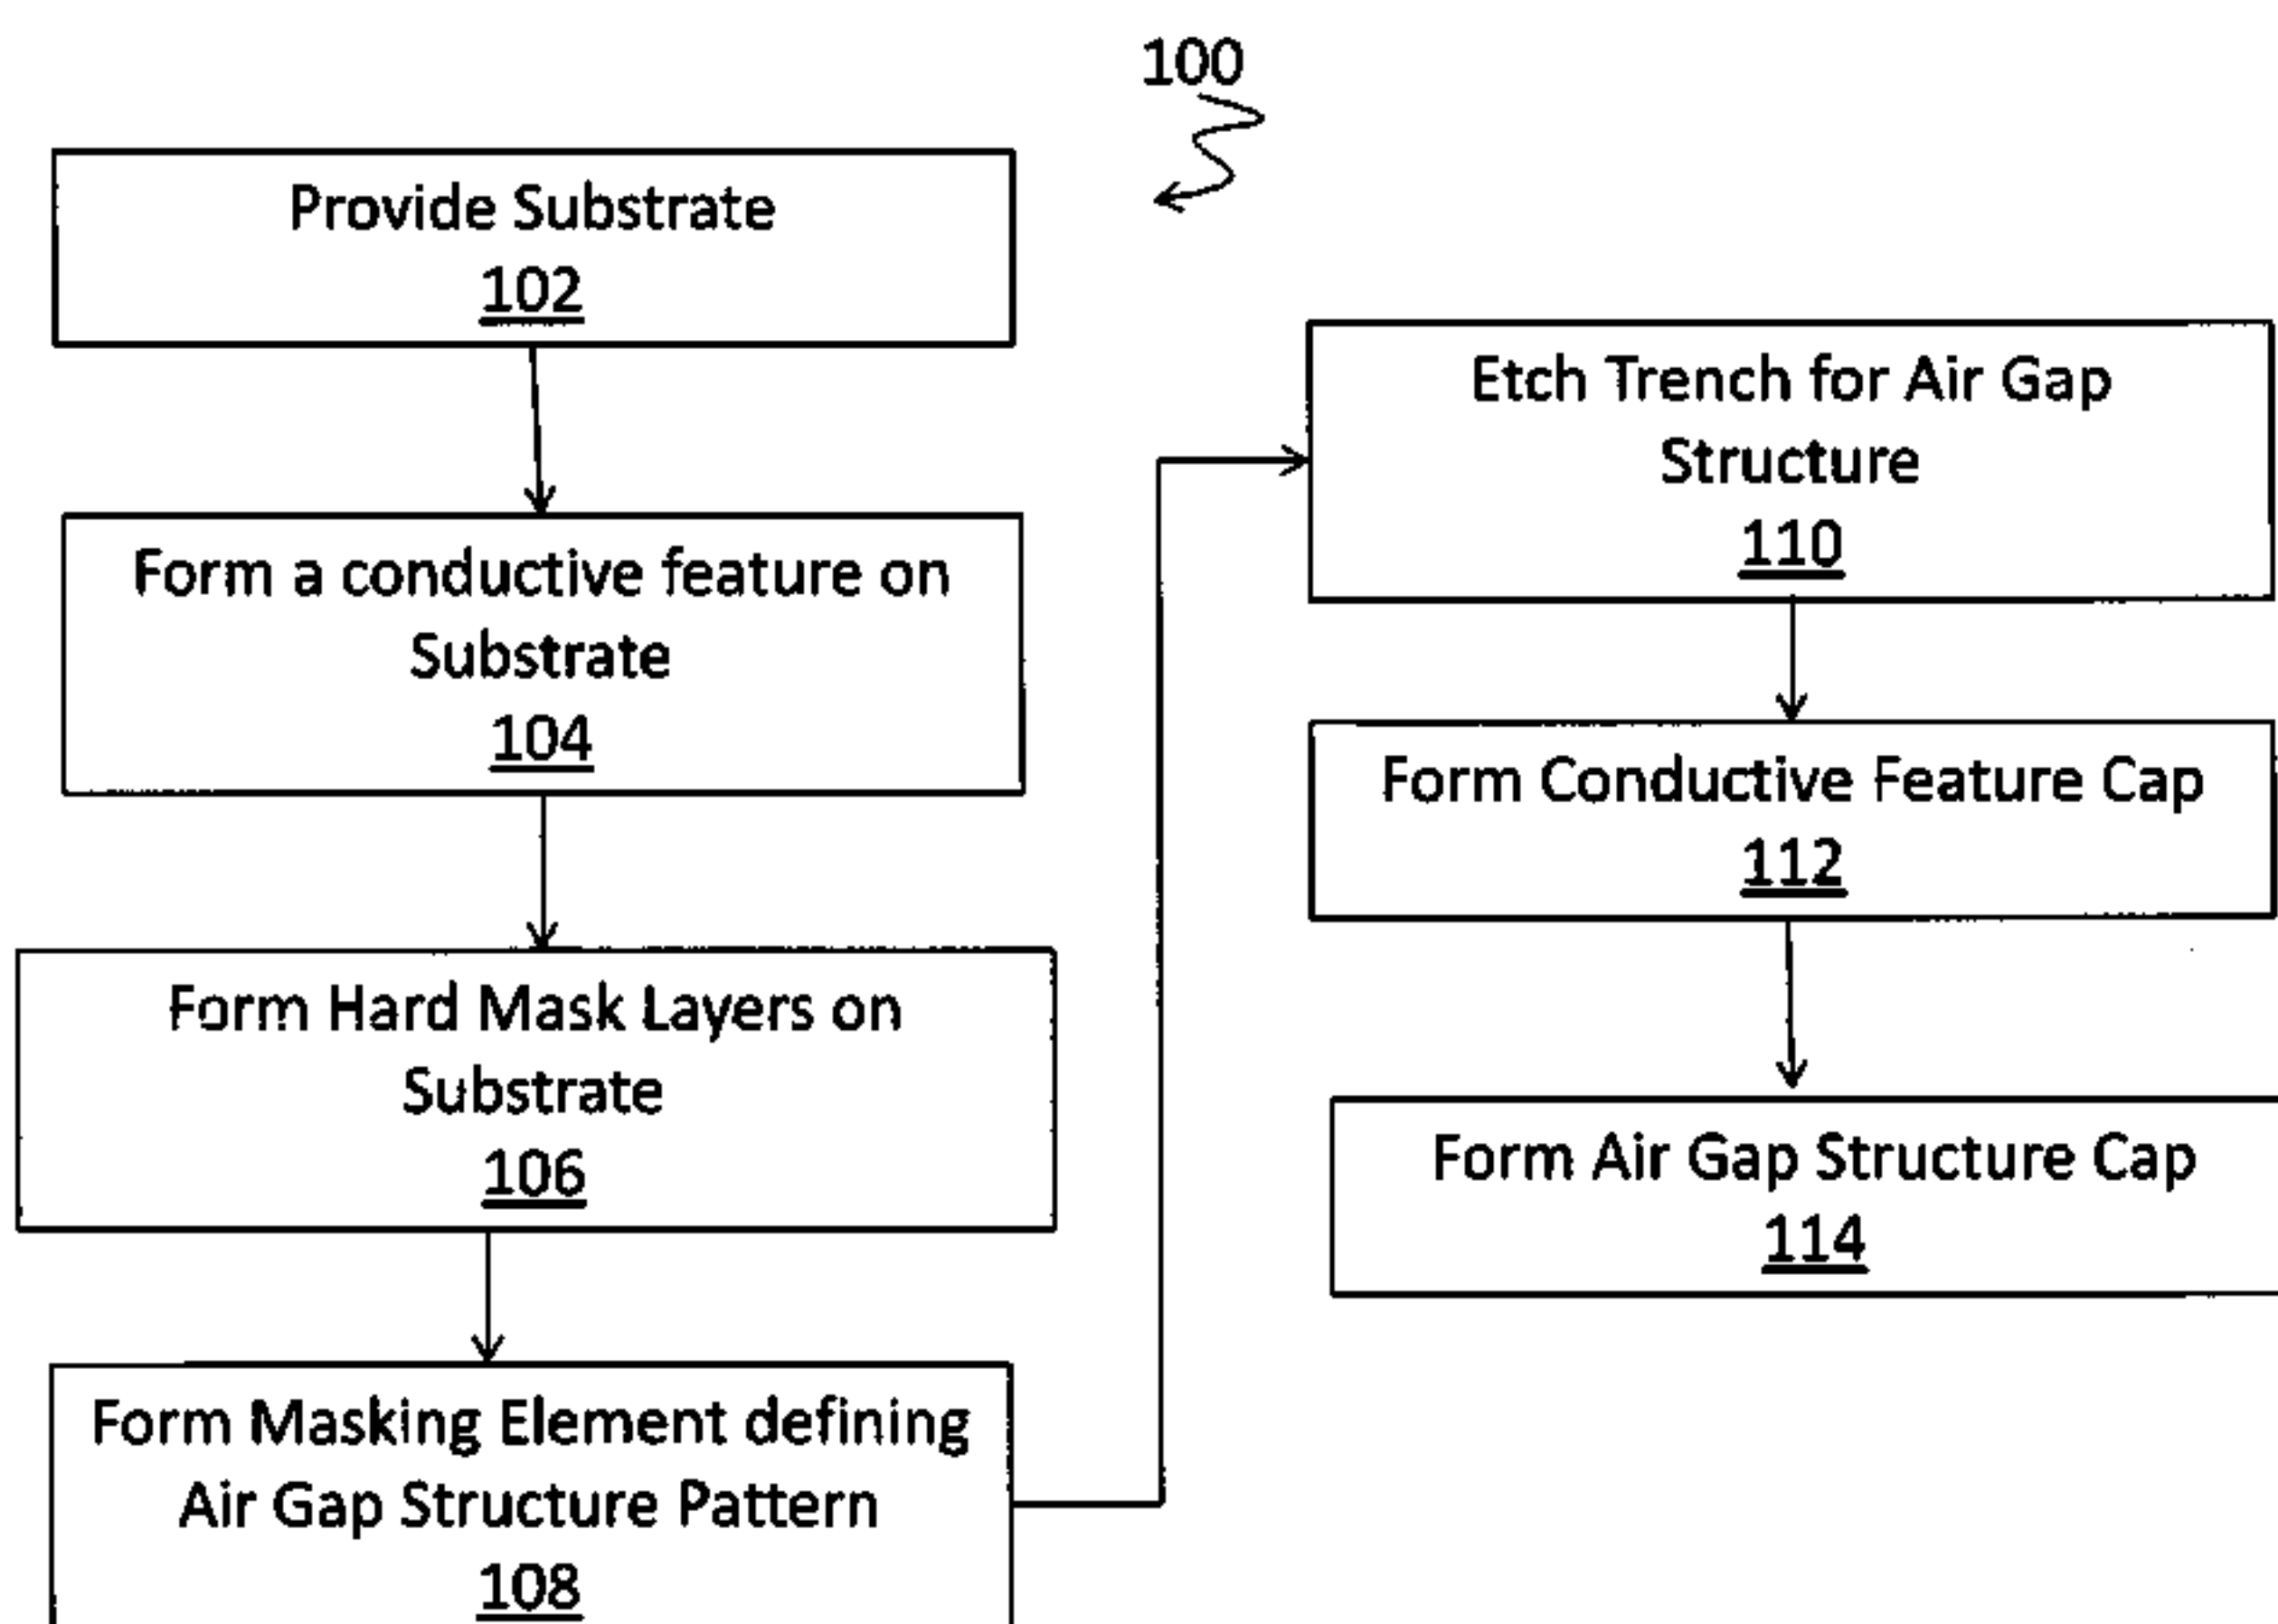 100
Provide Substrate
102
Form a conductive feature on
Substrate
104
Form Hard Mask Layers on
Substrate
106
Form Masking Element defining
Air Gap Structure Pattern
108
Etch Trench for Air Gap
Structure
110
Form Conductive Feature Cap
112
Form Air Gap Structure Cap
114